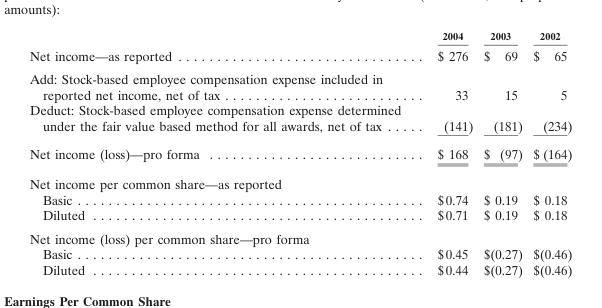 amounts):
2004 2003 2002
Net income—as reported . . . . . . . . . . . . . . . . . . . . . . . . . . . . . . . . $ 276 $ 69 $ 65
Add: Stock-based employee compensation expense included in
reported net income, net of tax . . . . . . . . . . . . . . . . . . . . . . . . . . 33 15 5
Deduct: Stock-based employee compensation expense determined
under the fair value based method for all awards, net of tax . . . . . (141) (181) (234)
Net income (loss)—pro forma . . . . . . . . . . . . . . . . . . . . . . . . . . . . $ 168 $ (97) $ (164)
Net income per common share—as reported
Basic . . . . . . . . . . . . . . . . . . . . . . . . . . . . . . . . . . . . . . . . . . . . . $0.74 $ 0.19 $ 0.18
Diluted . . . . . . . . . . . . . . . . . . . . . . . . . . . . . . . . . . . . . . . . . . . $0.71 $ 0.19 $ 0.18
Net income (loss) per common share—pro forma
Basic . . . . . . . . . . . . . . . . . . . . . . . . . . . . . . . . . . . . . . . . . . . . . $0.45 $(0.27) $(0.46)
Diluted . . . . . . . . . . . . . . . . . . . . . . . . . . . . . . . . . . . . . . . . . . . $0.44 $(0.27) $(0.46)
Earnings Per Common Share